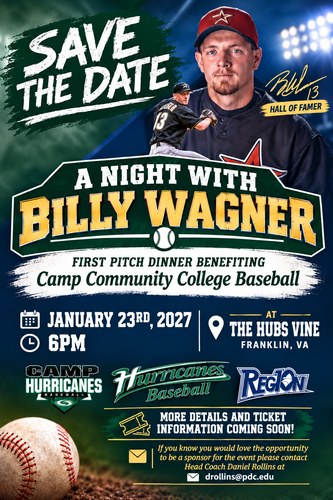 SAVE
THE DATE
13
HALL OF FAMER
13
A NIGHT WITH
BILLY WAGNER
FIRST PITCH DINNER BENEFITING
Camp Community College Baseball
JANUARY 23RD, 2027
6PM
AT
THE HUBS VINE
FRANKLIN, VA
CAMP
HURRICANES
BASEBALL
Hurricanes
Baseball
REGION
MORE DETAILS AND TICKET
INFORMATION COMING SOON!
If you know you would love the opportunity
to be a sponsor for the event please contact
Head Coach Daniel Rollins at
drollins@pdc.edu